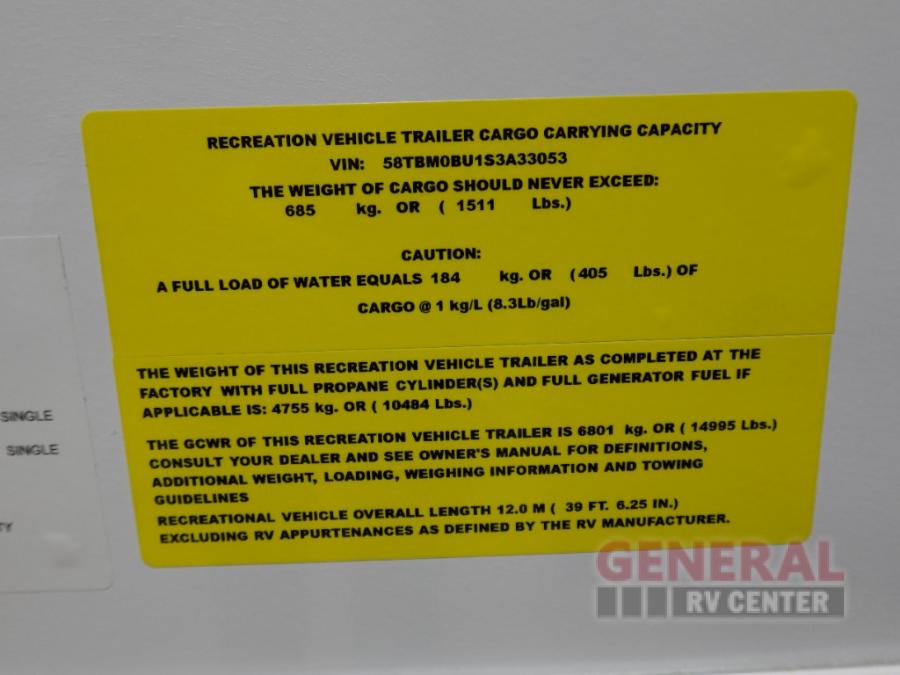 RECREATION VEHICLE TRAILER CARGO CARRYING CAPACITY
VIN: 58TBM0BU1S3A33053
THE WEIGHT OF CARGO SHOULD NEVER EXCEED:
685 kg. OR ( 1511 Lbs.)
CAUTION:
A FULL LOAD OF WATER EQUALS 184 kg. OR (405 Lbs.) OF
CARGO @ 1 kg/L (8.3Lb/gal)
THE WEIGHT OF THIS RECREATION VEHICLE TRAILER AS COMPLETED AT THE
FACTORY WITH FULL PROPANE CYLINDER(S) AND FULL GENERATOR FUEL IF
APPLICABLE IS: 4755 kg. OR ( 10484 Lbs.)
THE GCWR OF THIS RECREATION VEHICLE TRAILER IS 6801 kg. OR ( 14995 Lbs.)
CONSULT YOUR DEALER AND SEE OWNER'S MANUAL FOR DEFINITIONS,
ADDITIONAL WEIGHT, LOADING, WEIGHING INFORMATION AND TOWING
GUIDELINES
RECREATIONAL VEHICLE OVERALL LENGTH 12.0 M ( 39 FT. 6.25 IN.)
EXCLUDING RV APPURTENANCES AS DEFINED BY THE RV MANUFACTURER.
SINGLE
SINGLE
TY
GENERAL
RV CENTER